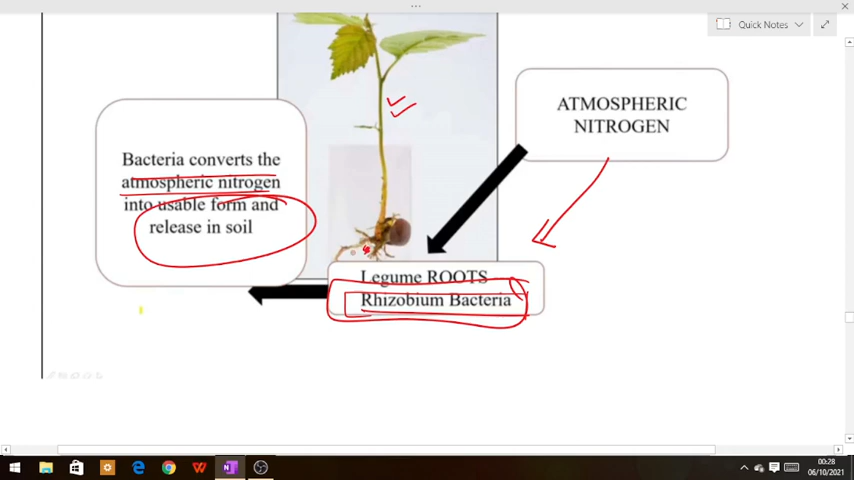 Quick Notes
ATMOSPHERIC
NITROGEN
Bacteria converts the
atmospheric nitrogen
into usable form and
release in soil
Legume ROOTS
Rhizobium Bacteria
00:28
06/10/2021